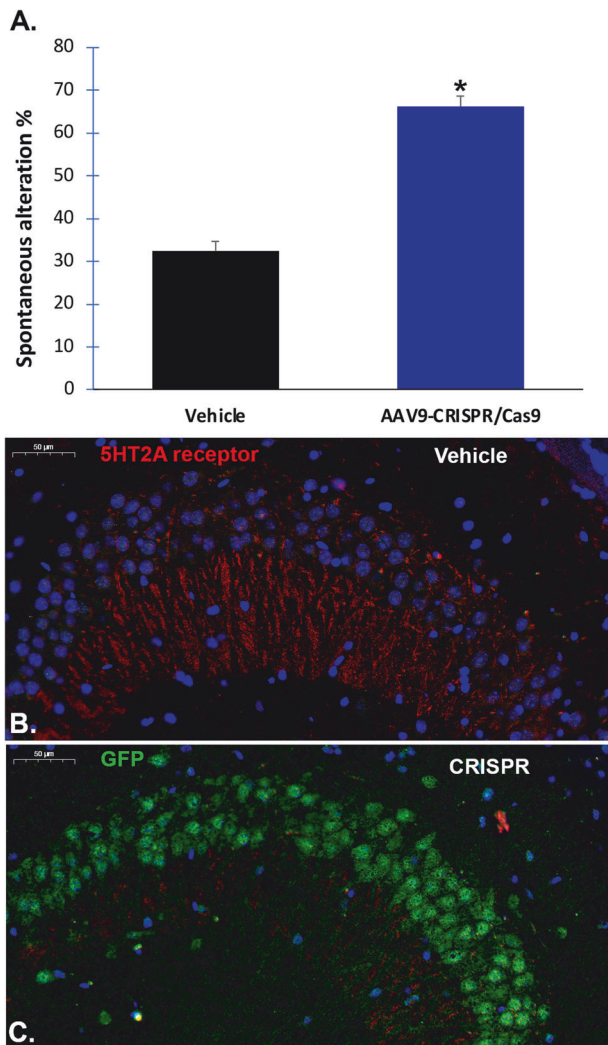 A.
Spontaneous alteration %
80
70
60
50
40
30
20
10
0
*
Vehicle AAV9-CRISPR/Cas9
50 µm
5HT2A receptor Vehicle
B.
50 µm
GFP CRISPR
C.